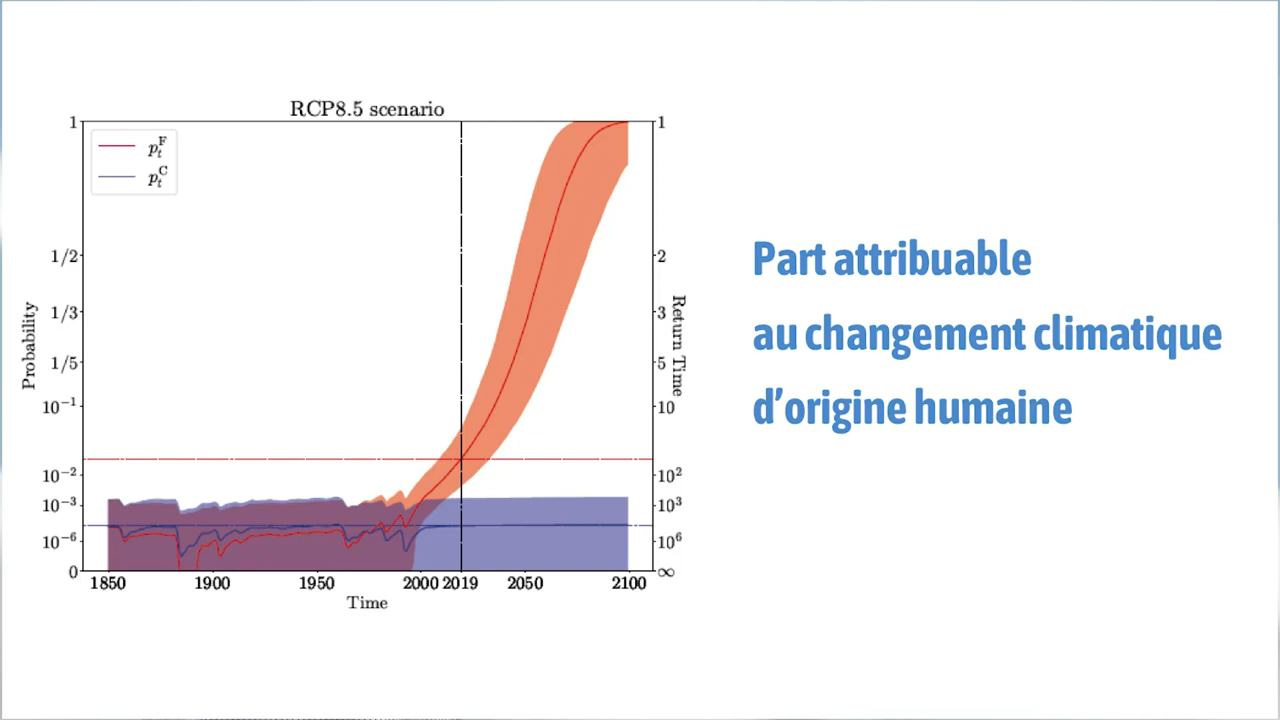 RCP8.5 scenario
p_t^F
p_t^C
Probability
1
1/2
1/3
1/5
10^-1
10^-2
10^-3
10^-6
0
1
2
3
5
10
10^2
10^3
10^6
∞
Return Time
1850 1900 1950 2000 2019 2050 2100
Time
Part attribuable
au changement climatique
d'origine humaine